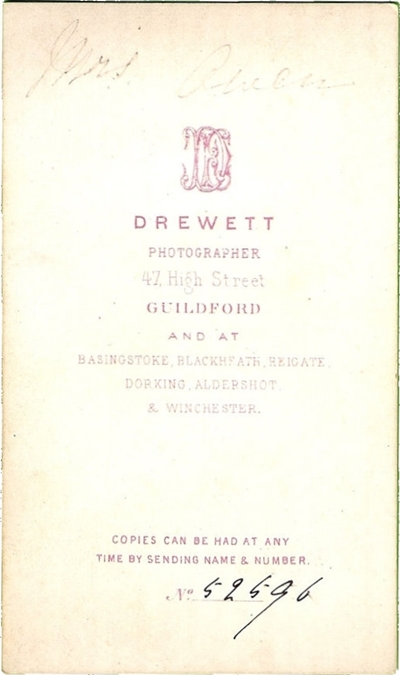 Mrs
DREWETT
PHOTOGRAPHER
47, High Street
GUILDFORD
AND AT
BASINGSTOKE, BLACKHEATH, REIGATE,
DORKING, ALDERSHOT,
& WINCHESTER.
COPIES CAN BE HAD AT ANY
TIME BY SENDING NAME & NUMBER.
No 52596